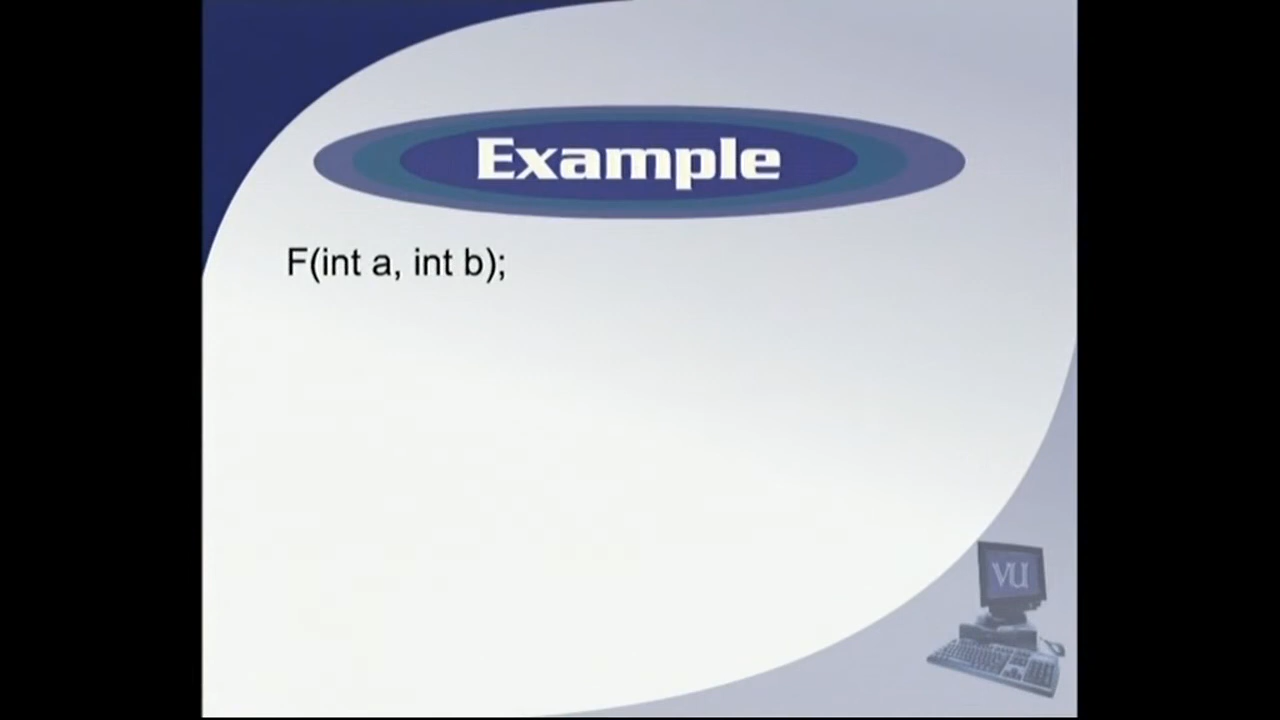 Example
F(int a, int b);
VU